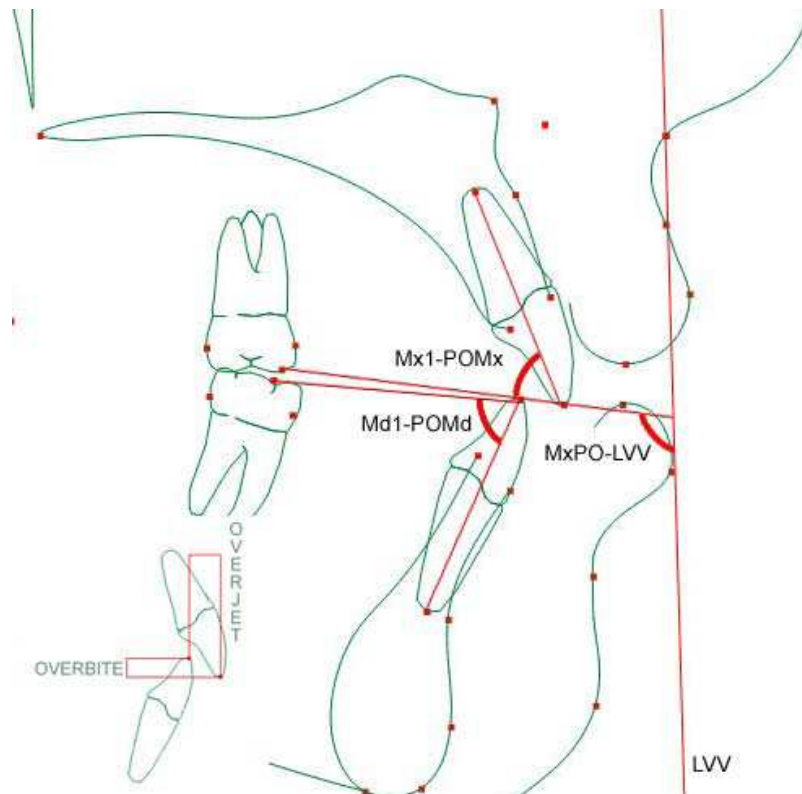 Mx1-POMx
Md1-POMd
MxPO-LVV
OVERJET
OVERBITE
LVV